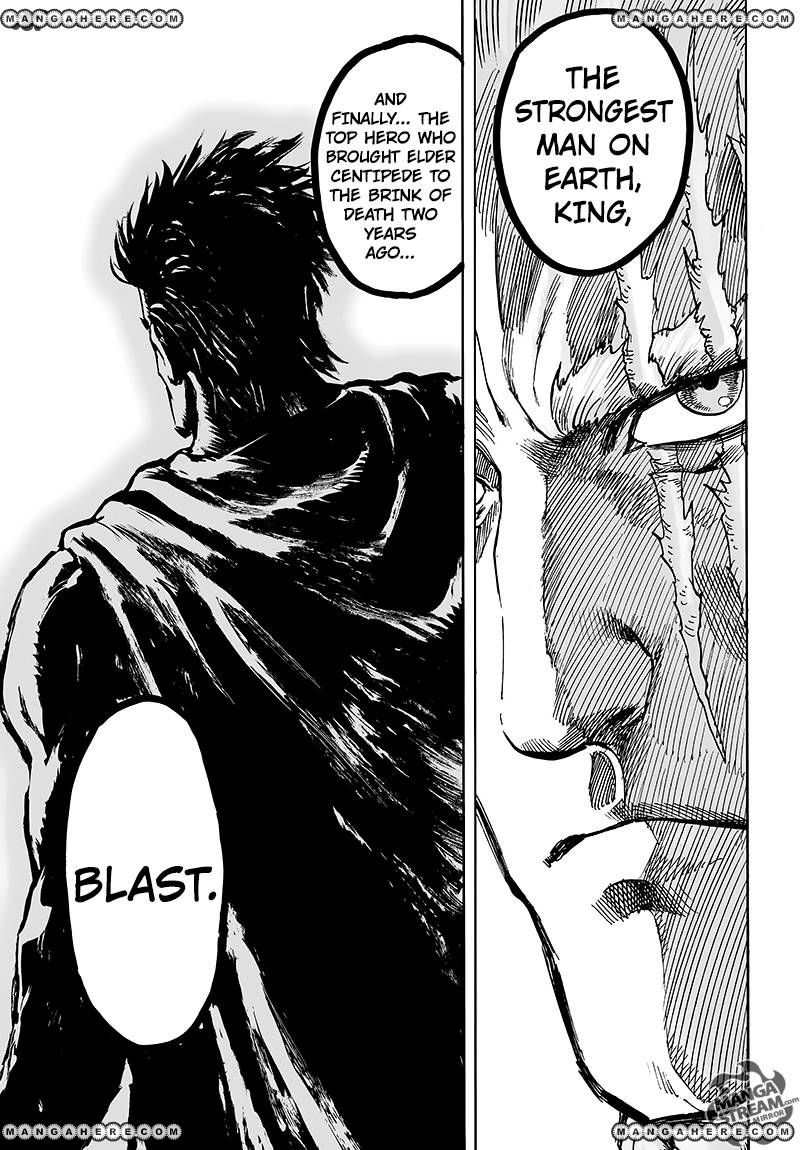 MANGAHERE.COM
MANGAHERE.COM
THE
STRONGEST
MAN ON
EARTH,
KING,
AND
FINALLY... THE
TOP HERO WHO
BROUGHT ELDER
CENTIPEDE TO
THE BRINK OF
DEATH TWO
YEARS
AGO...
BLAST.
MANGA
STREAM.com
MIRROR
MANGAHERE.COM
MANGAHERE.COM